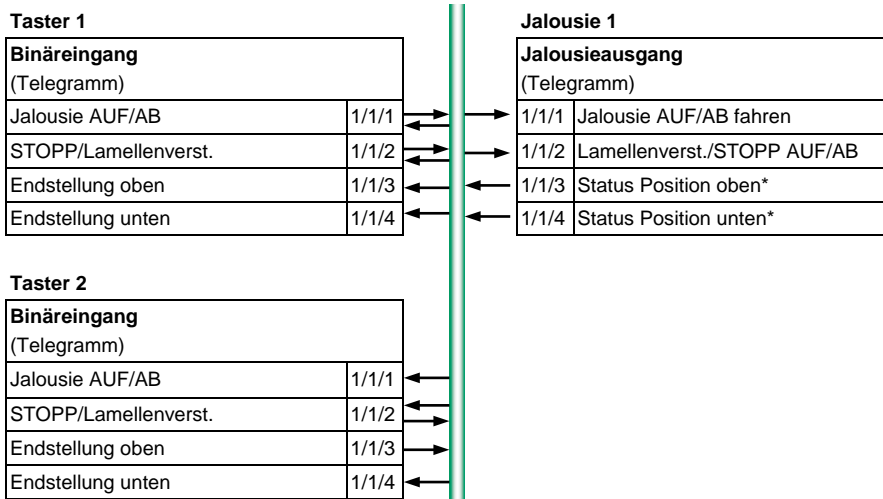 Taster 1
Binäreingang
(Telegramm)
Jalousie AUF/AB 1/1/1
STOPP/Lamellenverst. 1/1/2
Endstellung oben 1/1/3
Endstellung unten 1/1/4
Jalousie 1
Jalousieausgang
(Telegramm)
1/1/1 Jalousie AUF/AB fahren
1/1/2 Lamellenverst./STOPP AUF/AB
1/1/3 Status Position oben*
1/1/4 Status Position unten*
Taster 2
Binäreingang
(Telegramm)
Jalousie AUF/AB 1/1/1
STOPP/Lamellenverst. 1/1/2
Endstellung oben 1/1/3
Endstellung unten 1/1/4